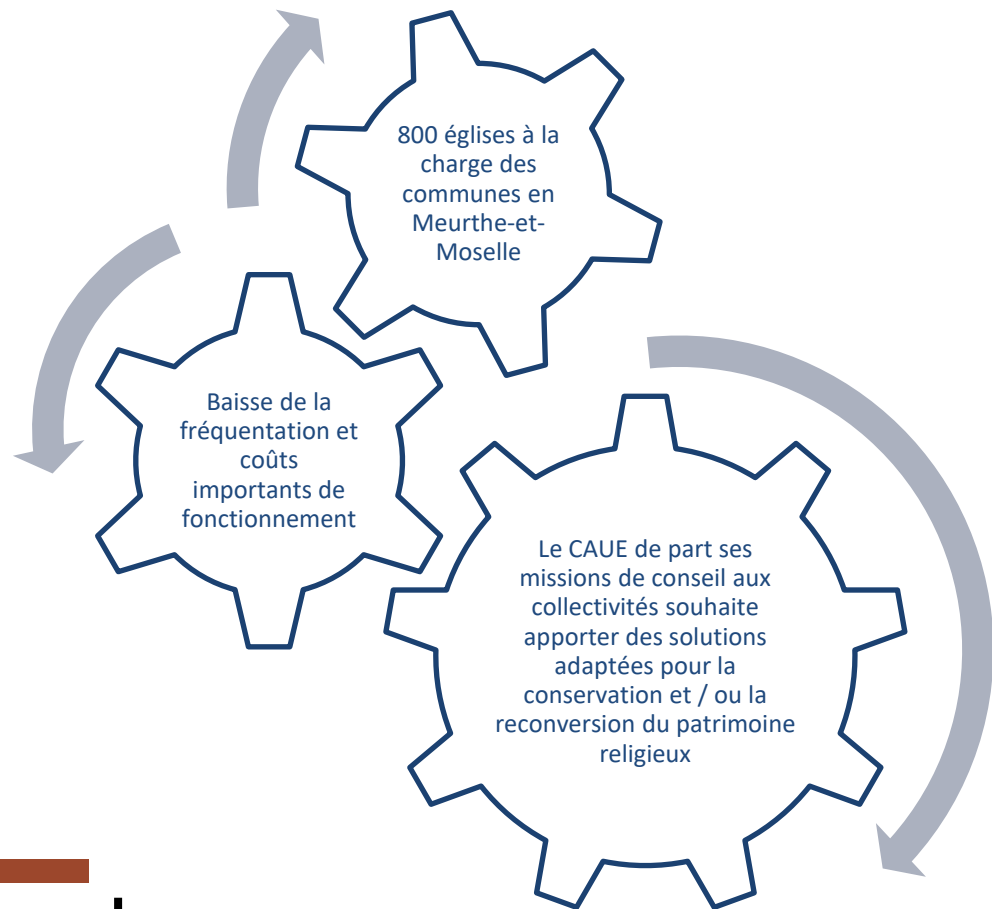 800 églises à la
charge des
communes en
Meurthe-et-
Moselle
Baisse de la
fréquentation et
coûts
importants de
fonctionnement
Le CAUE de part ses
missions de conseil aux
collectivités souhaite
apporter des solutions
adaptées pour la
conservation et / ou la
reconversion du patrimoine
religieux